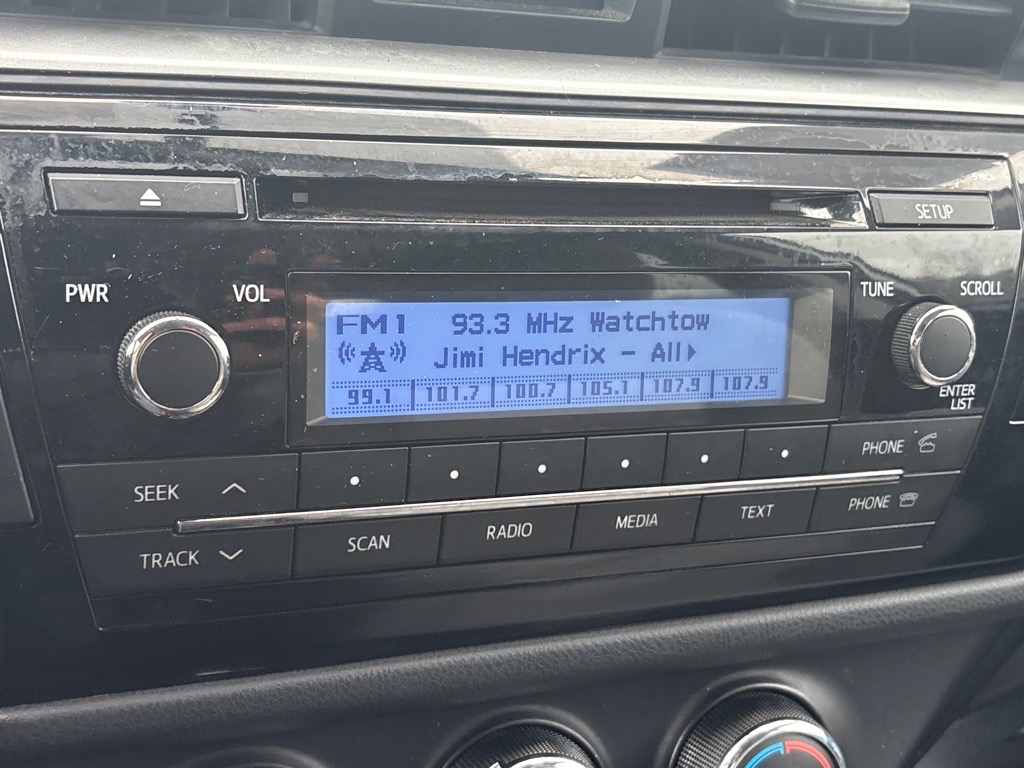 SETUP
PWR
VOL
TUNE
SCROLL
FM1 93.3 MHz Watchtow
Jimi Hendrix - All
99.1 101.7 100.7 105.1 107.9 107.9
ENTER
LIST
SEEK
PHONE
TRACK
SCAN
RADIO
MEDIA
TEXT
PHONE